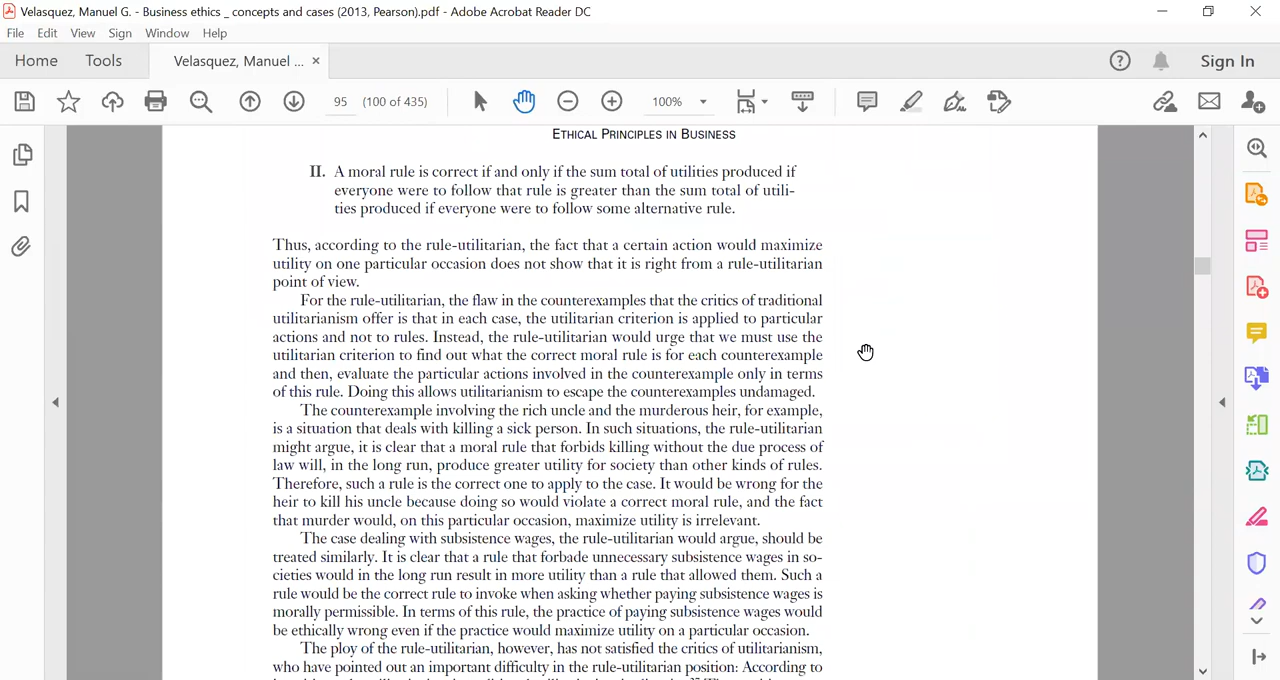 Velasquez, Manuel G. - Business ethics _ concepts and cases (2013, Pearson).pdf - Adobe Acrobat Reader DC
File Edit View Sign Window Help
Home Tools Velasquez, Manuel ... × Sign In
95 (100 of 435) 100%
ETHICAL PRINCIPLES IN BUSINESS
II. A moral rule is correct if and only if the sum total of utilities produced if
everyone were to follow that rule is greater than the sum total of utili-
ties produced if everyone were to follow some alternative rule.
Thus, according to the rule-utilitarian, the fact that a certain action would maximize
utility on one particular occasion does not show that it is right from a rule-utilitarian
point of view.
For the rule-utilitarian, the flaw in the counterexamples that the critics of traditional
utilitarianism offer is that in each case, the utilitarian criterion is applied to particular
actions and not to rules. Instead, the rule-utilitarian would urge that we must use the
utilitarian criterion to find out what the correct moral rule is for each counterexample
and then, evaluate the particular actions involved in the counterexample only in terms
of this rule. Doing this allows utilitarianism to escape the counterexamples undamaged.
The counterexample involving the rich uncle and the murderous heir, for example,
is a situation that deals with killing a sick person. In such situations, the rule-utilitarian
might argue, it is clear that a moral rule that forbids killing without the due process of
law will, in the long run, produce greater utility for society than other kinds of rules.
Therefore, such a rule is the correct one to apply to the case. It would be wrong for the
heir to kill his uncle because doing so would violate a correct moral rule, and the fact
that murder would, on this particular occasion, maximize utility is irrelevant.
The case dealing with subsistence wages, the rule-utilitarian would argue, should be
treated similarly. It is clear that a rule that forbade unnecessary subsistence wages in so-
cieties would in the long run result in more utility than a rule that allowed them. Such a
rule would be the correct rule to invoke when asking whether paying subsistence wages is
morally permissible. In terms of this rule, the practice of paying subsistence wages would
be ethically wrong even if the practice would maximize utility on a particular occasion.
The ploy of the rule-utilitarian, however, has not satisfied the critics of utilitarianism,
who have pointed out an important difficulty in the rule-utilitarian position: According to